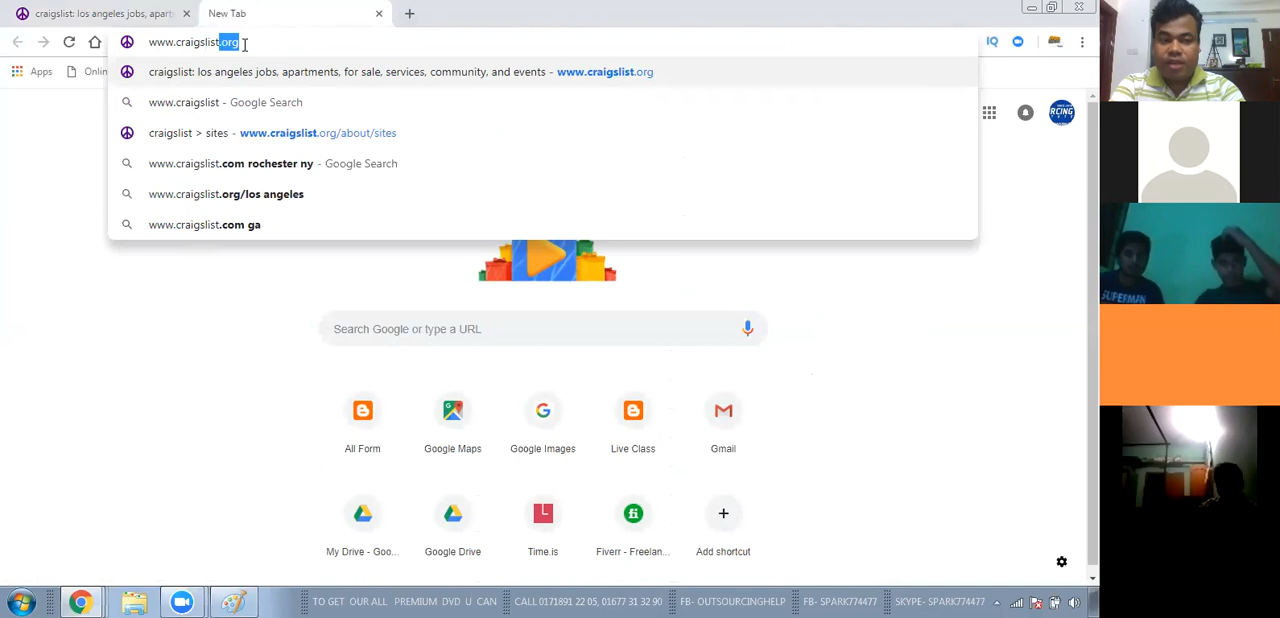 craigslist: los angeles jobs, apart
New Tab
www.craigslist.org
Apps
Onlin
craigslist: los angeles jobs, apartments, for sale, services, community, and events - www.craigslist.org
www.craigslist - Google Search
craigslist > sites - www.craigslist.org/about/sites
www.craigslist.com rochester ny - Google Search
www.craigslist.org/los angeles
www.craigslist.com ga
Search Google or type a URL
All Form
Google Maps
Google Images
Live Class
Gmail
My Drive - Goo...
Google Drive
Time.is
Fiverr - Freelan...
Add shortcut
TO GET OUR ALL PREMIUM DVD U CAN
CALL 0171891 22 05, 01677 31 32 90
FB- OUTSOURCINGHELP
FB- SPARK774477
SKYPE- SPARK774477
IQ
RCING
SUPERMAN